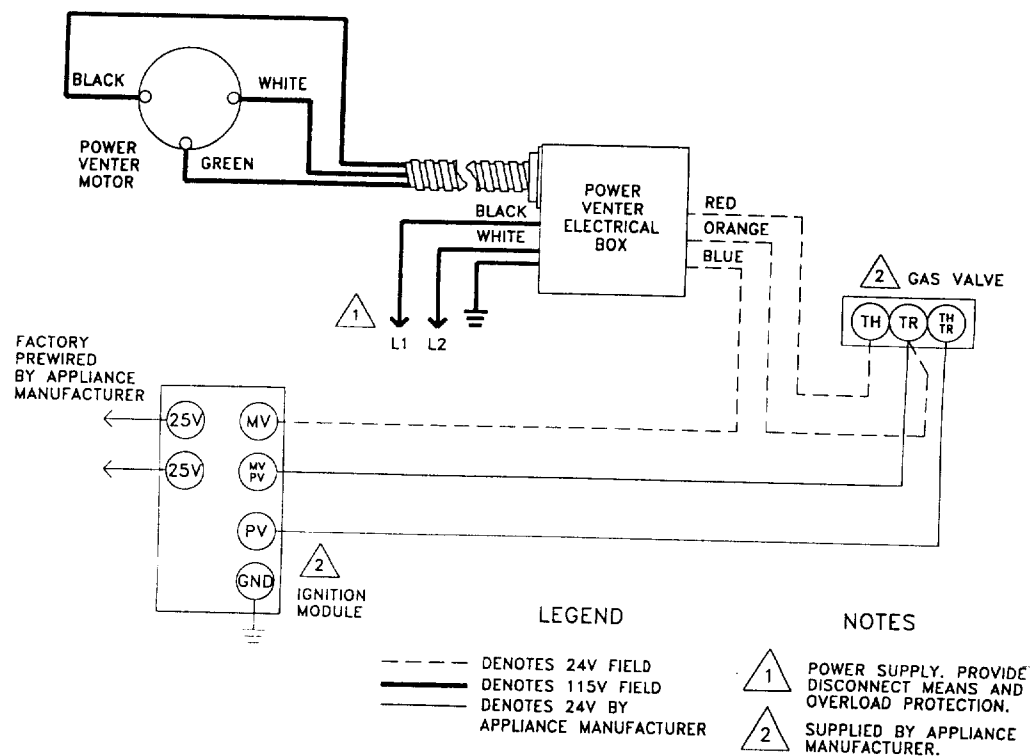 BLACK
WHITE
POWER
VENTER
MOTOR
GREEN
BLACK
WHITE
POWER
VENTER
ELECTRICAL
BOX
RED
ORANGE
BLUE
2
GAS VALVE
TH
TR
TH
TR
1
L1
L2
FACTORY
PREWIRED
BY APPLIANCE
MANUFACTURER
25V
MV
25V
MV
PV
PV
GND
2
IGNITION
MODULE
LEGEND
DENOTES 24V FIELD
DENOTES 115V FIELD
DENOTES 24V BY
APPLIANCE MANUFACTURER
NOTES
1
POWER SUPPLY. PROVIDE
DISCONNECT MEANS AND
OVERLOAD PROTECTION.
2
SUPPLIED BY APPLIANCE
MANUFACTURER.